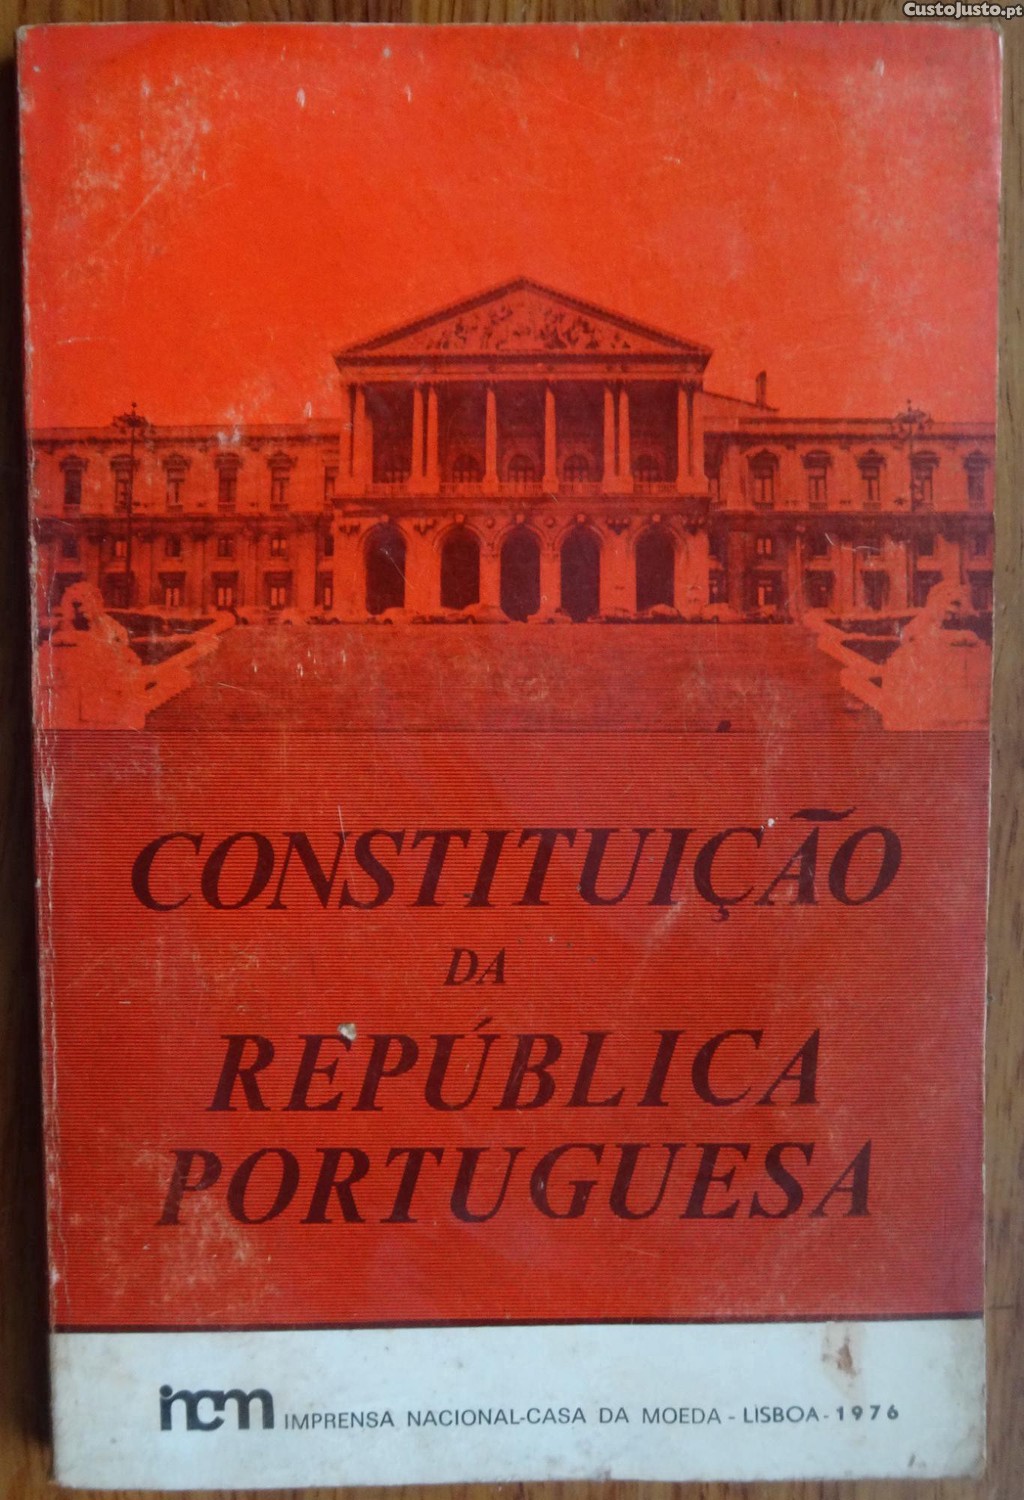 CustoJusto.pt
CONSTITUIÇÃO
DA
REPÚBLICA
PORTUGUESA
incm IMPRENSA NACIONAL-CASA DA MOEDA - LISBOA - 1976